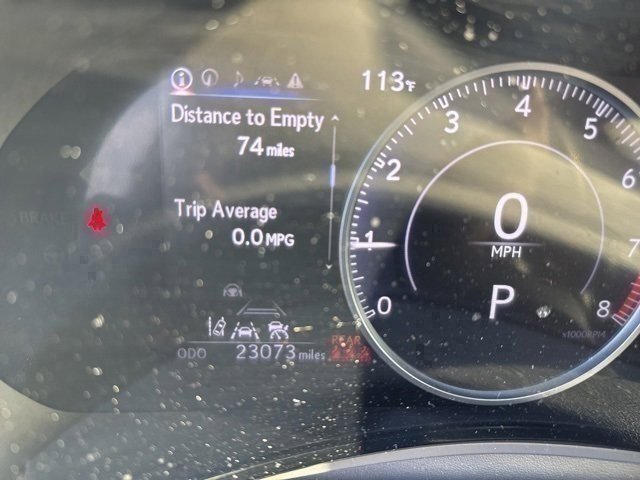 113°F
Distance to Empty
74 miles
Trip Average
0.0 MPG
BRAKE
ODO 23073 miles
REAR
0 1 2 3 4 5 6 7 8
x1000RPM
0
MPH
P